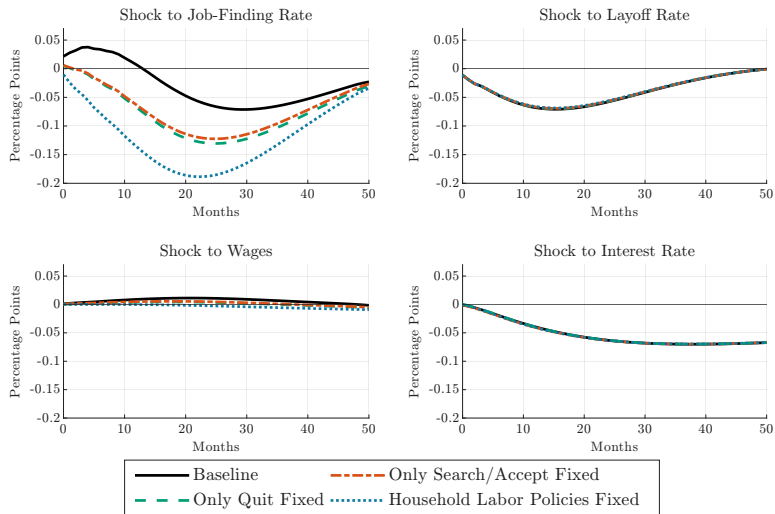 Shock to Job-Finding Rate
0.05
0
-0.05
-0.1
-0.15
-0.2
Percentage Points
0 10 20 30 40 50
Months
Shock to Layoff Rate
0.05
0
-0.05
-0.1
-0.15
-0.2
Percentage Points
0 10 20 30 40 50
Months
Shock to Wages
0.05
0
-0.05
-0.1
-0.15
-0.2
Percentage Points
0 10 20 30 40 50
Months
Shock to Interest Rate
0.05
0
-0.05
-0.1
-0.15
-0.2
Percentage Points
0 10 20 30 40 50
Months
Baseline
Only Search/Accept Fixed
Only Quit Fixed
Household Labor Policies Fixed